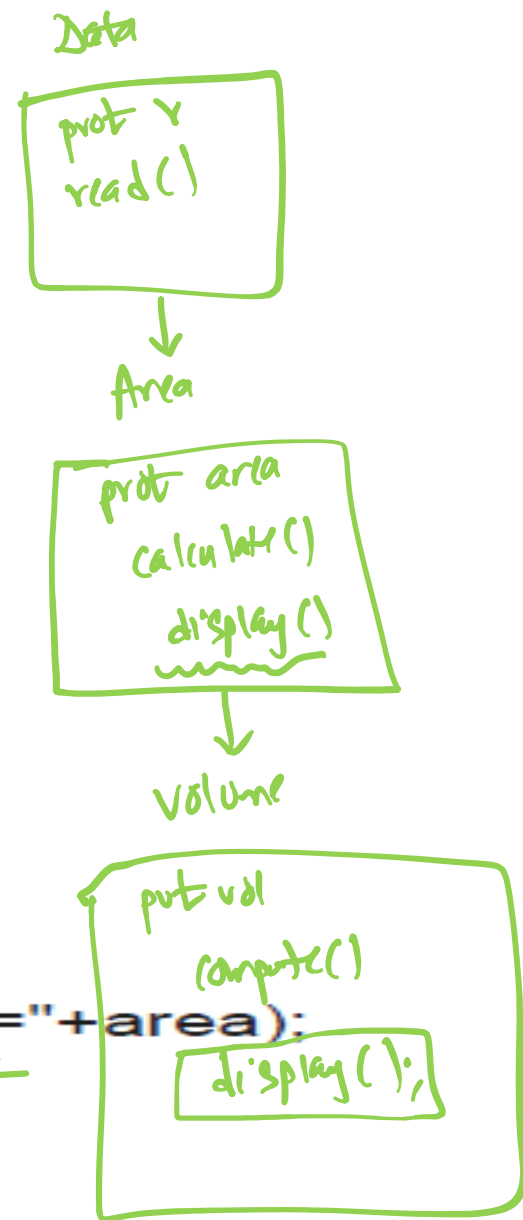 Data
prot r
read()
Area
prot area
calculate()
display()
Volume
prot vol
compute()
="+area);
display();